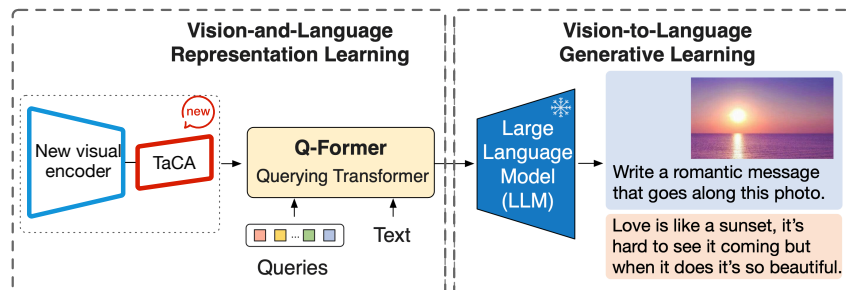 Vision-and-Language
Representation Learning
Vision-to-Language
Generative Learning
new
New visual
encoder
TaCA
Q-Former
Querying Transformer
...
Queries
Text
Large
Language
Model
(LLM)
Write a romantic message
that goes along this photo.
Love is like a sunset, it's
hard to see it coming but
when it does it's so beautiful.